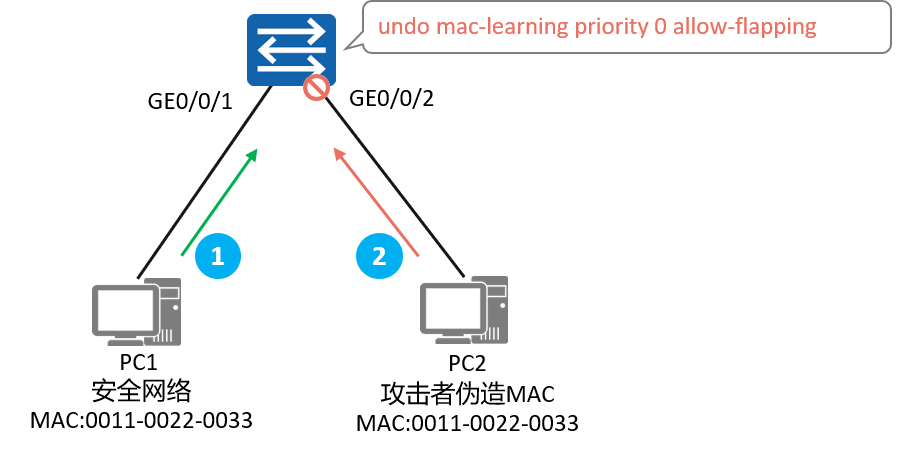 undo mac-learning priority 0 allow-flapping
GE0/0/1
GE0/0/2
1
2
PC1
安全网络
MAC:0011-0022-0033
PC2
攻击者伪造MAC
MAC:0011-0022-0033